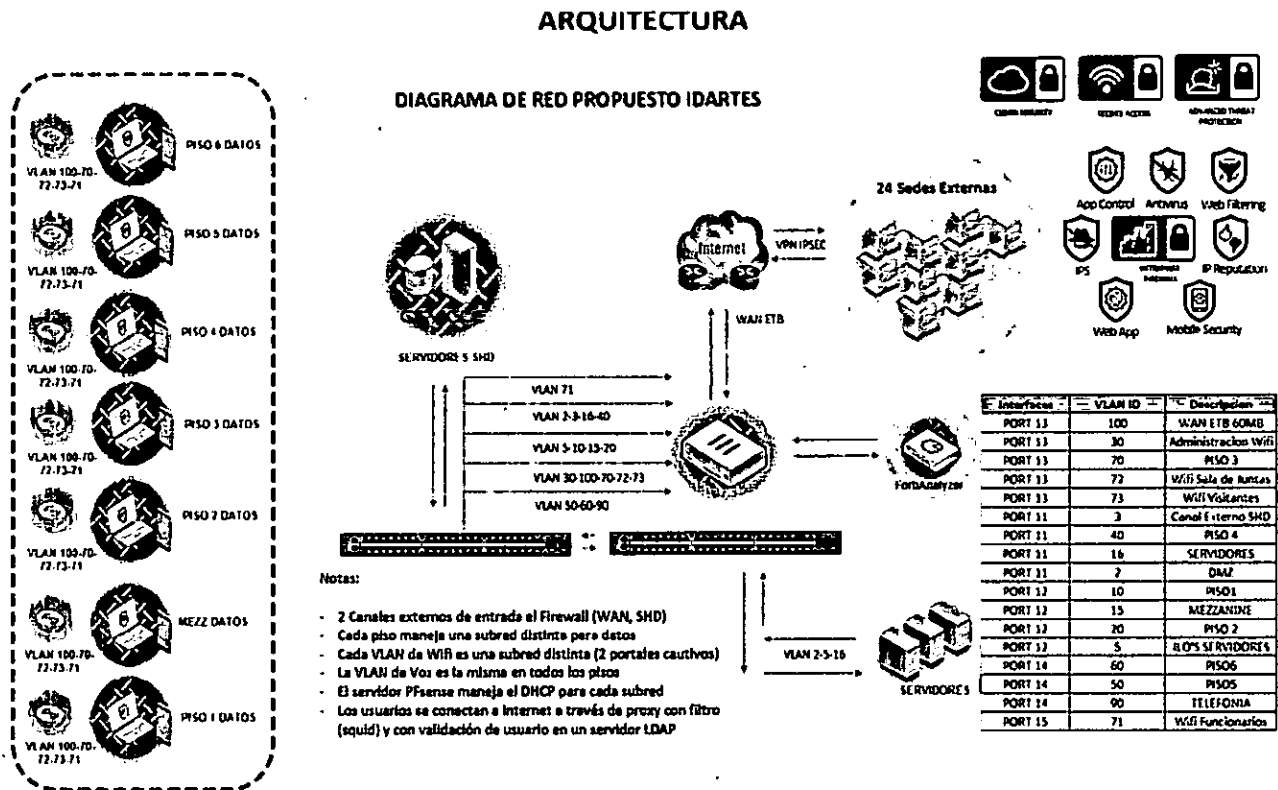 ARQUITECTURA
DIAGRAMA DE RED PROPUESTO IDARTES
PISO 6 DATOS
VLAN 100-70-
72-73-71
PISO 5 DATOS
VLAN 100-70-
72-73-71
PISO 4 DATOS
VLAN 100-70-
72-73-71
PISO 3 DATOS
VLAN 100-70-
72-73-71
PISO 2 DATOS
VLAN 100-70-
72-73-71
MEZZ DATOS
VLAN 100-70-
72-73-71
PISO 1 DATOS
VLAN 100-70-
72-73-71
SERVIDORES SHD
Internet
VPN IPSEC
24 Sedes Externas
WAN ETB
VLAN 71
VLAN 2-3-16-40
VLAN 5-10-15-20
VLAN 30-100-70-72-73
VLAN 50-60-90
FortiAnalyzer
VLAN 2-5-16
SERVIDORES
Notas:
- 2 Canales externos de entrada el Firewall (WAN, SHD)
- Cada piso maneja una subred distinta para datos
- Cada VLAN de Wifi es una subred distinta (2 portales cautivos)
- La VLAN de Voz es la misma en todos los pisos
- El servidor PFsense maneja el DHCP para cada subred
- Los usuarios se conectan a Internet a través de proxy con filtro
(squid) y con validación de usuario en un servidor LDAP
ADVANCED THREAT
PROTECTION
App Control Antivirus Web Filtering
IPS
IP Reputation
Web App Mobile Security
Interfaces VLAN ID Descripcion
PORT 13 100 WAN ETB 60MB
PORT 13 30 Administracion Wifi
PORT 13 70 PISO 3
PORT 13 72 Wifi Sala de Juntas
PORT 13 73 Wifi Visitantes
PORT 11 3 Canal Externo SHD
PORT 11 40 PISO 4
PORT 11 16 SERVIDORES
PORT 11 2 DMZ
PORT 12 10 PISO1
PORT 12 15 MEZZANINE
PORT 12 20 PISO 2
PORT 12 5 ILO'S SERVIDORES
PORT 14 60 PISO6
PORT 14 50 PISO5
PORT 14 90 TELEFONIA
PORT 15 71 Wifi Funcionarios